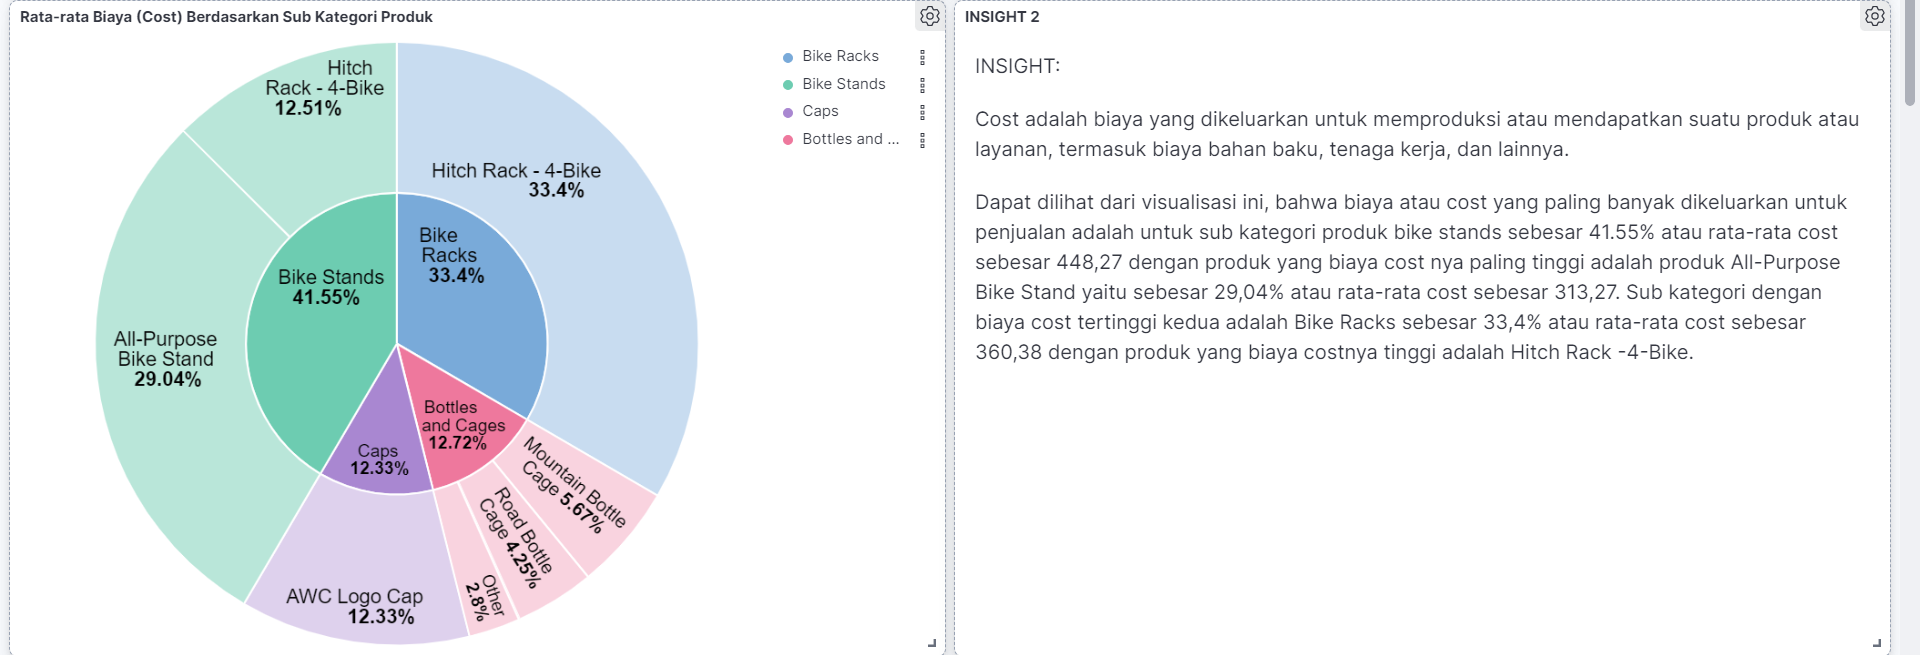 Rata-rata Biaya (Cost) Berdasarkan Sub Kategori Produk
Hitch
Rack - 4-Bike
12.51%
Hitch Rack - 4-Bike
33.4%
Bike
Racks
33.4%
Bike Stands
41.55%
All-Purpose
Bike Stand
29.04%
Bottles
and Cages
12.72%
Caps
12.33%
Mountain Bottle
Cage 5.67%
Road Bottle
Cage 4.25%
Other
2.8%
AWC Logo Cap
12.33%
Bike Racks
Bike Stands
Caps
Bottles and ...
INSIGHT 2
INSIGHT:
Cost adalah biaya yang dikeluarkan untuk memproduksi atau mendapatkan suatu produk atau
layanan, termasuk biaya bahan baku, tenaga kerja, dan lainnya.
Dapat dilihat dari visualisasi ini, bahwa biaya atau cost yang paling banyak dikeluarkan untuk
penjualan adalah untuk sub kategori produk bike stands sebesar 41.55% atau rata-rata cost
sebesar 448,27 dengan produk yang biaya cost nya paling tinggi adalah produk All-Purpose
Bike Stand yaitu sebesar 29,04% atau rata-rata cost sebesar 313,27. Sub kategori dengan
biaya cost tertinggi kedua adalah Bike Racks sebesar 33,4% atau rata-rata cost sebesar
360,38 dengan produk yang biaya costnya tinggi adalah Hitch Rack -4-Bike.